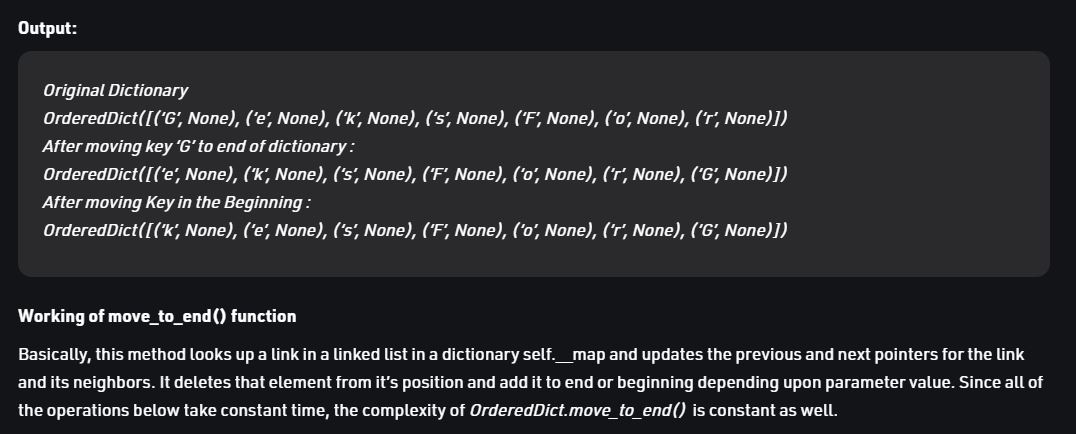 Output:
Original Dictionary
OrderedDict([(‘G’, None), (‘e’, None), (‘k’, None), (‘s’, None), (‘F’, None), (‘o’, None), (‘r’, None)])
After moving key ‘G’ to end of dictionary :
OrderedDict([(‘e’, None), (‘k’, None), (‘s’, None), (‘F’, None), (‘o’, None), (‘r’, None), (‘G’, None)])
After moving Key in the Beginning :
OrderedDict([(‘k’, None), (‘e’, None), (‘s’, None), (‘F’, None), (‘o’, None), (‘r’, None), (‘G’, None)])
Working of move_to_end() function
Basically, this method looks up a link in a linked list in a dictionary self.__map and updates the previous and next pointers for the link
and its neighbors. It deletes that element from it’s position and add it to end or beginning depending upon parameter value. Since all of
the operations below take constant time, the complexity of OrderedDict.move_to_end() is constant as well.